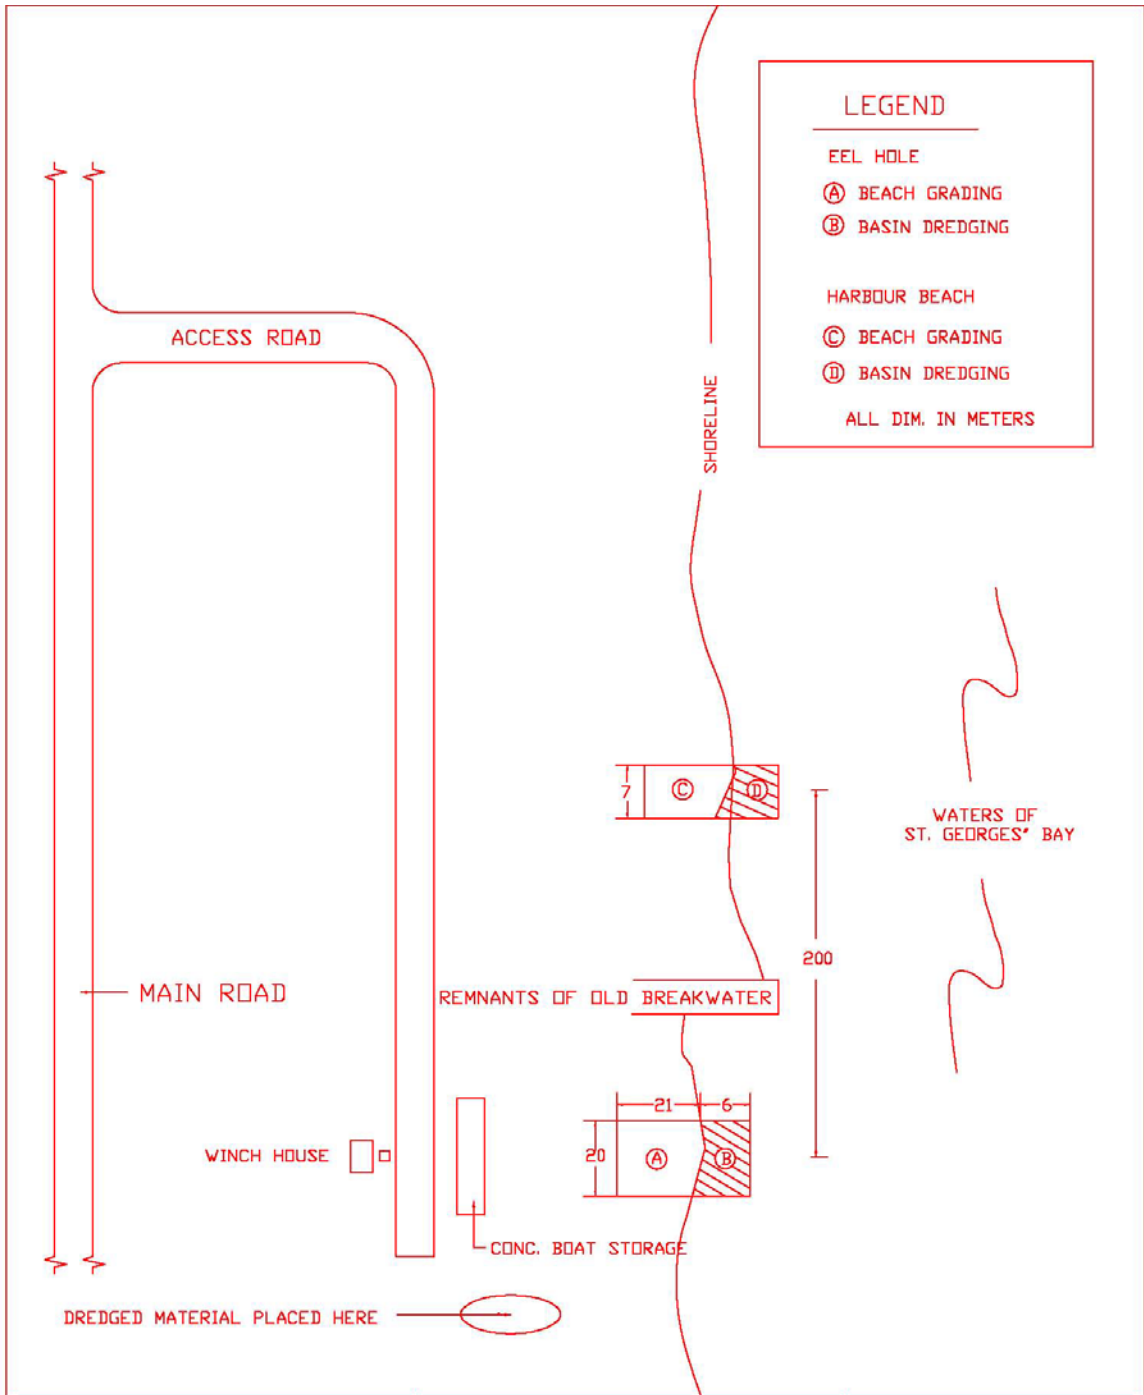 LEGEND
EEL HOLE
A BEACH GRADING
B BASIN DREDGING
HARBOUR BEACH
C BEACH GRADING
D BASIN DREDGING
ALL DIM. IN METERS
ACCESS ROAD
SHORELINE
7
C
D
WATERS OF
ST. GEORGES' BAY
200
MAIN ROAD
REMNANTS OF OLD BREAKWATER
21
6
WINCH HOUSE
20
A
B
CONC. BOAT STORAGE
DREDGED MATERIAL PLACED HERE